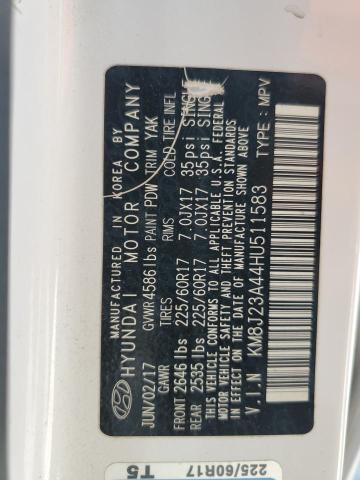 MANUFACTURED IN KOREA BY
HYUNDAI MOTOR COMPANY
JUN/02/17 GVWR 4586 lbs PAINT PDW TRIM YAK
GAWR TIRES RIMS COLD TIRE INFL
FRONT 2646 lbs 225/60R17 7.0JX17 35psi SINGLE
REAR 2535 lbs 225/60R17 7.0JX17 35psi SINGLE
THIS VEHICLE CONFORMS TO ALL APPLICABLE U.S.A. FEDERAL
MOTOR VEHICLE SAFETY, BUMPER AND THEFT PREVENTION
STANDARDS IN EFFECT ON THE DATE OF MANUFACTURE SHOWN ABOVE
V.I.N : KM8J23A44HU511583 TYPE : MPV
225/60R17
T5